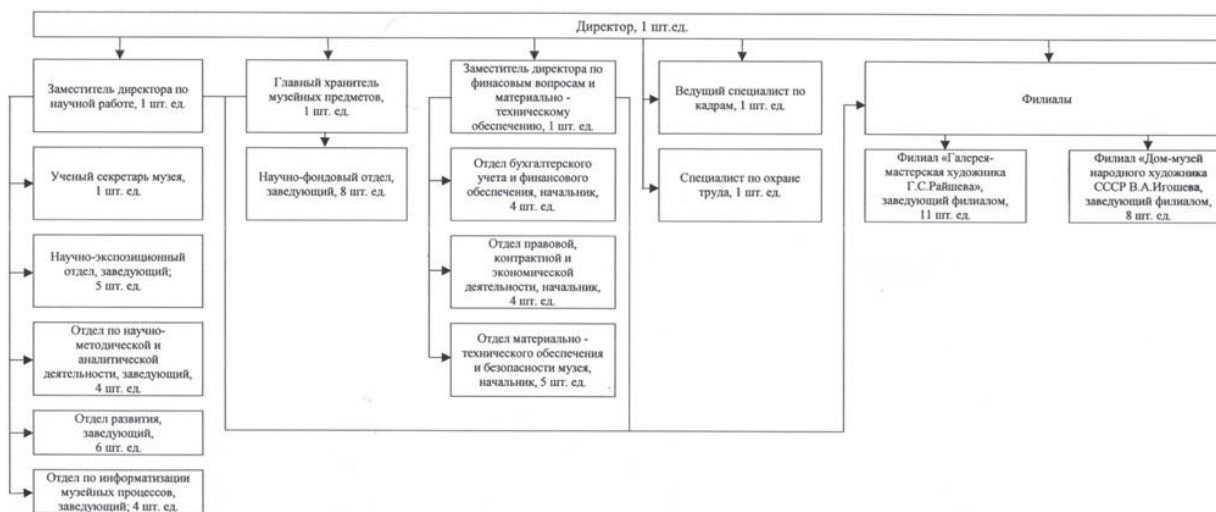 Директор, 1 шт.ед.
Заместитель директора по
научной работе, 1 шт. ед.
Главный хранитель
музейных предметов,
1 шт. ед.
Заместитель директора по
финасовым вопросам и
материально -
техническому
обеспечению, 1 шт. ед.
Ведущий специалист по
кадрам, 1 шт. ед.
Филиалы
Ученый секретарь музея,
1 шт. ед.
Научно-фондовый отдел,
заведующий, 8 шт. ед.
Отдел бухгалтерского
учета и финансового
обеспечения, начальник,
4 шт. ед.
Специалист по охране
труда, 1 шт. ед.
Филиал «Галерея-
мастерская художника
Г.С.Райшева»,
заведующий филиалом,
11 шт. ед.
Филиал «Дом-музей
народного художника
СССР В.А.Игошева,
заведующий филиалом,
8 шт. ед.
Научно-экспозиционный
отдел, заведующий;
5 шт. ед.
Отдел правовой,
контрактной и
экономической
деятельности, начальник,
4 шт. ед.
Отдел по научно-
методической и
аналитической
деятельности, заведующий,
4 шт. ед.
Отдел материально -
технического обеспечения
и безопасности музея,
начальник, 5 шт. ед.
Отдел развития,
заведующий,
6 шт. ед.
Отдел по информатизации
музейных процессов,
заведующий; 4 шт. ед.